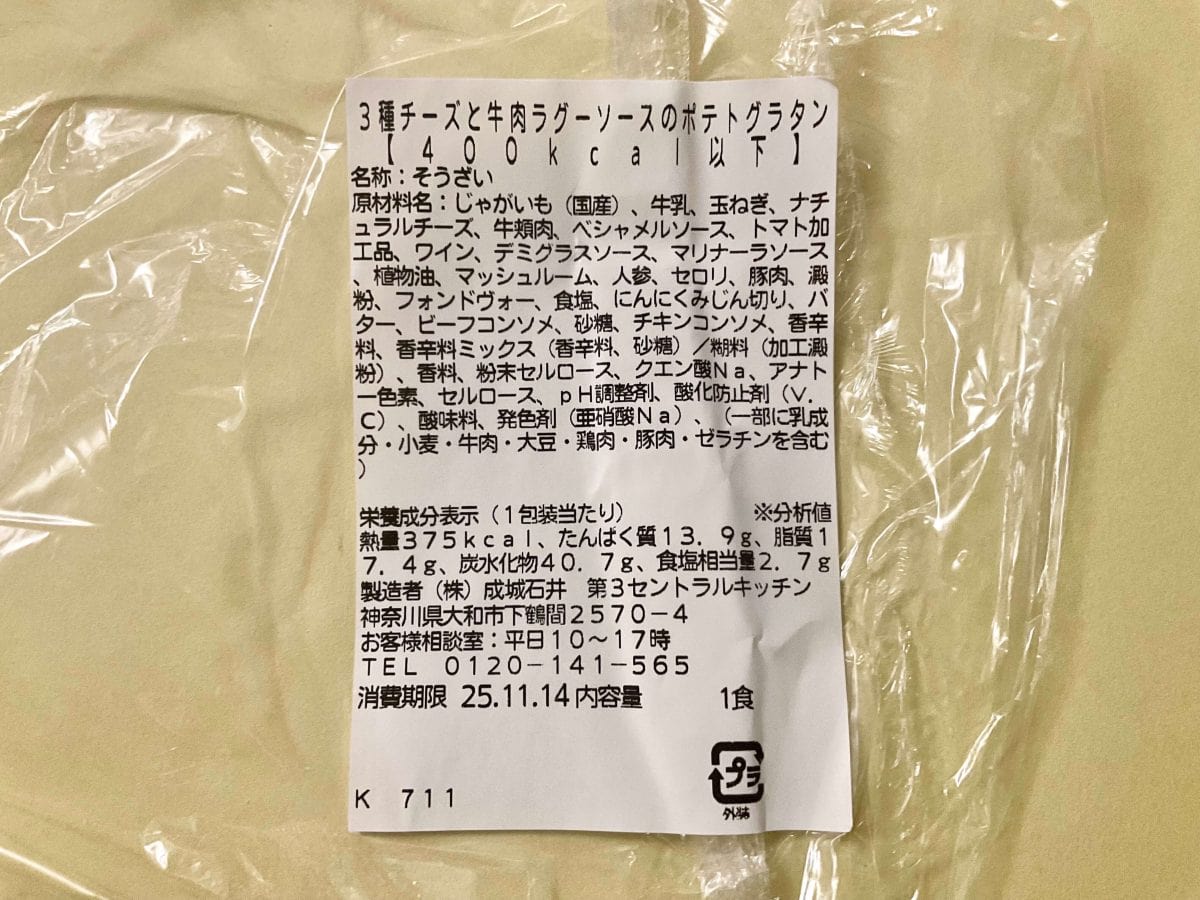 ３種チーズと牛肉ラグーソースのポテトグラタン
【４００ｋｃａｌ以下】
名称：そうざい
原材料名：じゃがいも（国産）、牛乳、玉ねぎ、ナチ
ュラルチーズ、牛頬肉、ベシャメルソース、トマト加
工品、ワイン、デミグラスソース、マリナーラソース
、植物油、マッシュルーム、人参、セロリ、豚肉、澱
粉、フォンドヴォー、食塩、にんにくみじん切り、バ
ター、ビーフコンソメ、砂糖、チキンコンソメ、香辛
料、香辛料ミックス（香辛料、砂糖）／糊料（加工澱
粉）、香料、粉末セルロース、クエン酸Ｎａ、アナト
ー色素、セルロース、ｐＨ調整剤、酸化防止剤（Ｖ．
Ｃ）、酸味料、発色剤（亜硝酸Ｎａ）、（一部に乳成
分・小麦・牛肉・大豆・鶏肉・豚肉・ゼラチンを含む
）
栄養成分表示（１包装当たり）　※分析値
熱量３７５ｋｃａｌ、たんぱく質１３．９ｇ、脂質１
７．４ｇ、炭水化物４０．７ｇ、食塩相当量２．７ｇ
製造者（株）成城石井　第３セントラルキッチン
神奈川県大和市下鶴間２５７０－４
お客様相談室：平日１０～１７時
ＴＥＬ　０１２０－１４１－５６５
消費期限 25.11.14 内容量　1食
プラ
外装
K 711